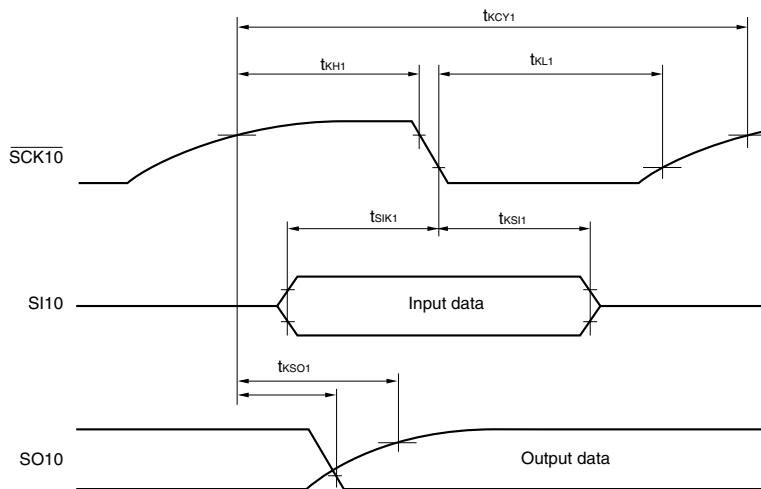 tKCY1
tKH1
tKL1
SCK10
tSIK1
tKSI1
SI10
Input data
tKSO1
SO10
Output data